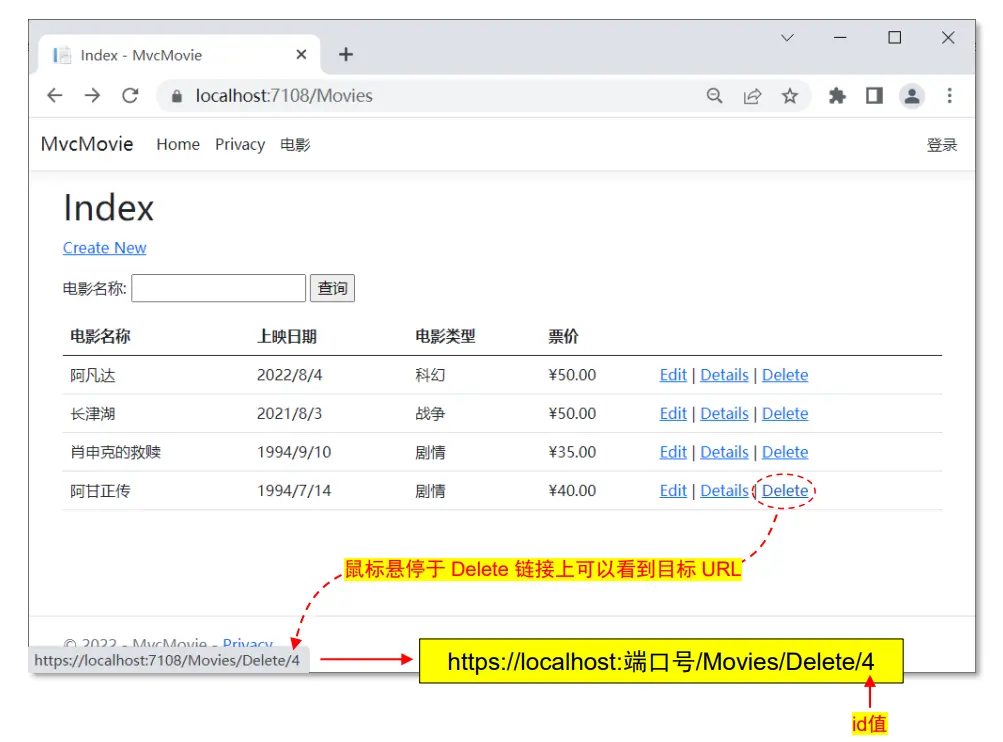 Index - MvcMovie
localhost:7108/Movies
MvcMovie Home Privacy 电影 登录
Index
Create New
电影名称: 查询
电影名称 上映日期 电影类型 票价
阿凡达 2022/8/4 科幻 ¥50.00 Edit | Details | Delete
长津湖 2021/8/3 战争 ¥50.00 Edit | Details | Delete
肖申克的救赎 1994/9/10 剧情 ¥35.00 Edit | Details | Delete
阿甘正传 1994/7/14 剧情 ¥40.00 Edit | Details | Delete
鼠标悬停于 Delete 链接上可以看到目标 URL
© 2022 - MvcMovie - Privacy
https://localhost:7108/Movies/Delete/4
https://localhost:端口号/Movies/Delete/4
id值